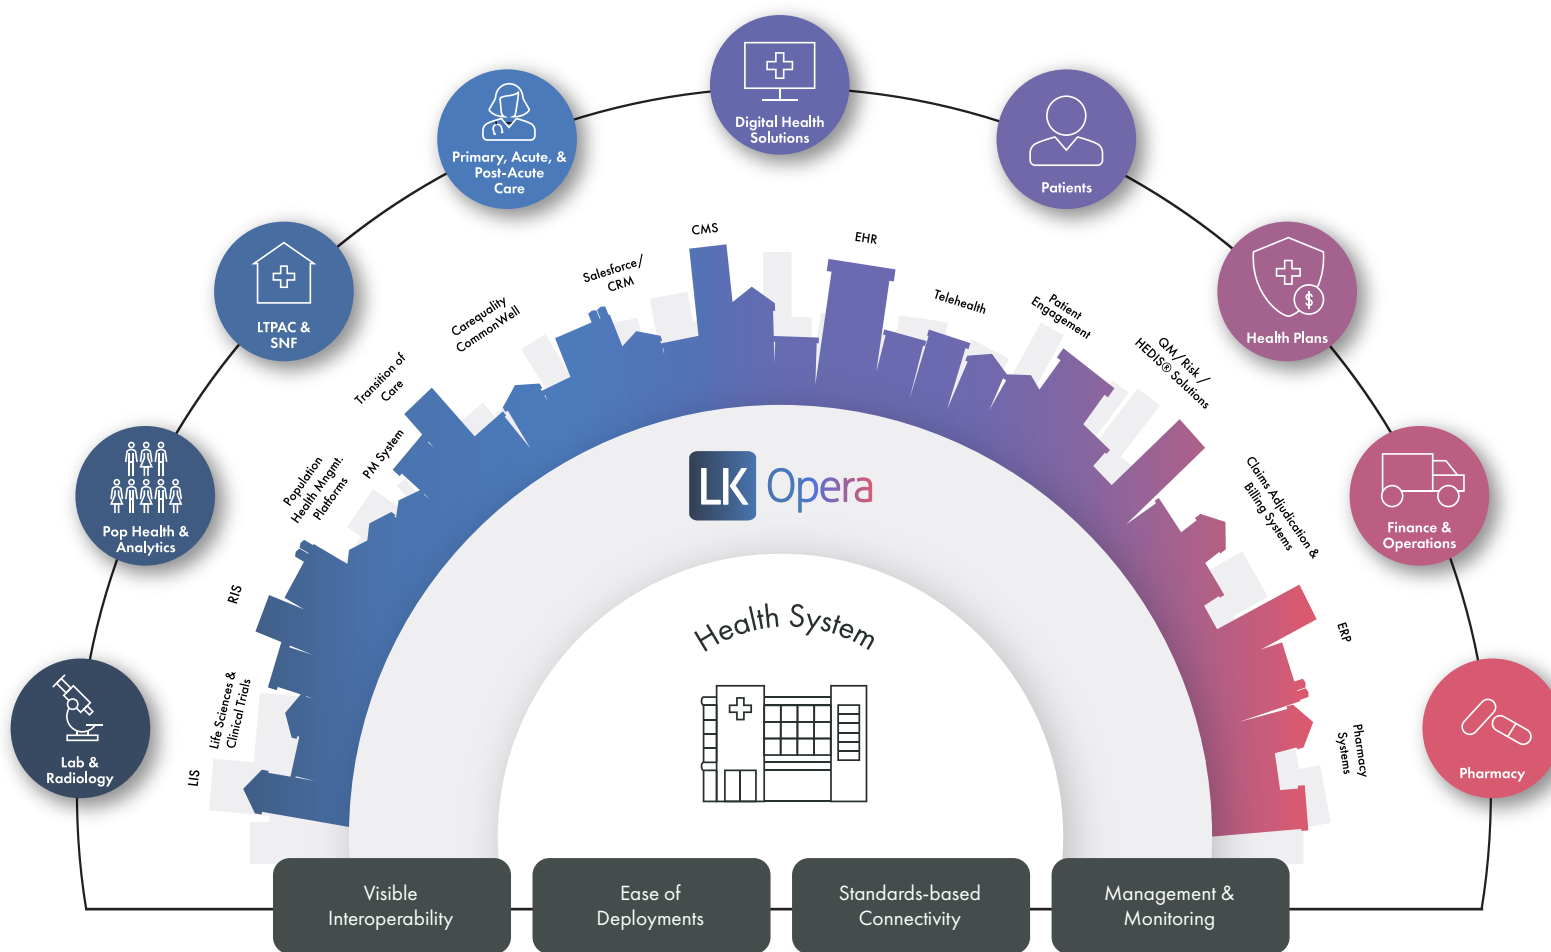 Digital Health
Solutions
Primary, Acute, &
Post-Acute
Care
Patients
LTPAC &
SNF
Health Plans
Pop Health &
Analytics
Finance &
Operations
Lab &
Radiology
Pharmacy
LIS
Life Sciences &
Clinical Trials
RIS
Population
Health Mngmt.
Platforms
PM System
Transition of
Care
Carequality
CommonWell
Salesforce/
CRM
CMS
EHR
Telehealth
Patient
Engagement
QM/Risk/
HEDIS® Solutions
Claims Adjudication &
Billing Systems
ERP
Pharmacy
Systems
LK Opera
Health System
$
Visible
Interoperability
Ease of
Deployments
Standards-based
Connectivity
Management &
Monitoring